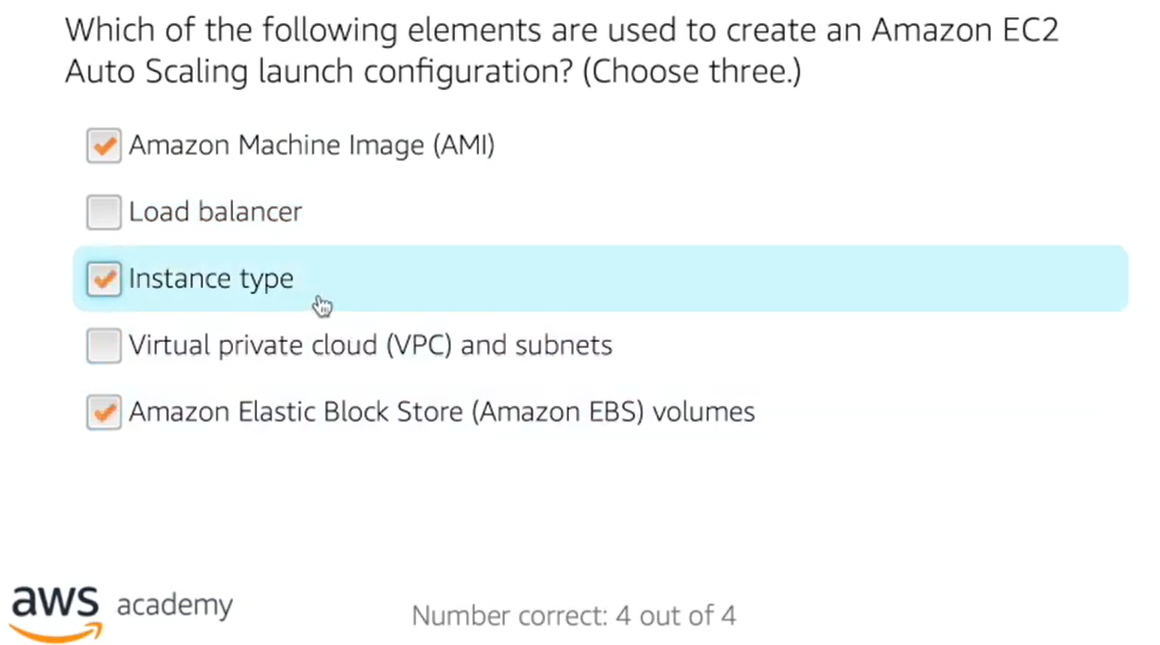 Which of the following elements are used to create an Amazon EC2
Auto Scaling launch configuration? (Choose three.)
Amazon Machine Image (AMI)
Load balancer
Instance type
Virtual private cloud (VPC) and subnets
Amazon Elastic Block Store (Amazon EBS) volumes
aws academy
Number correct: 4 out of 4